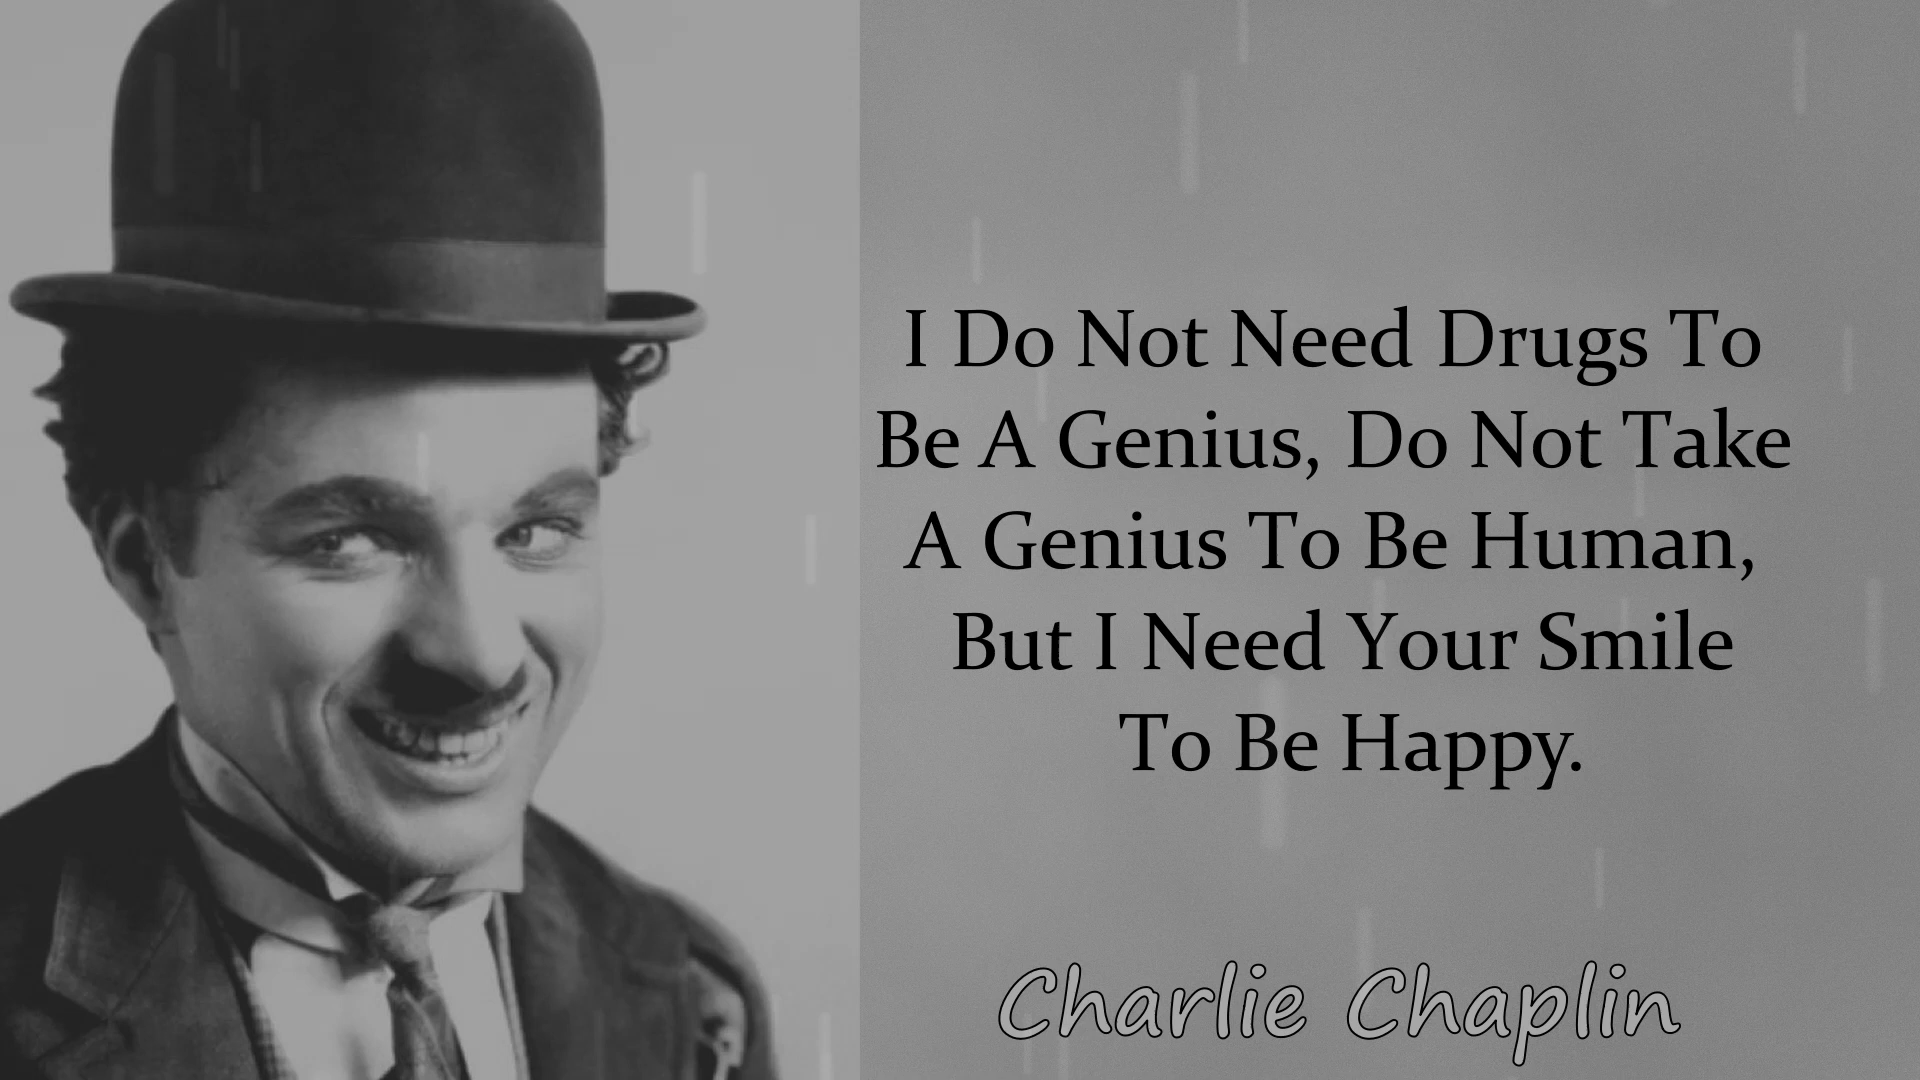 I Do Not Need Drugs To
Be A Genius, Do Not Take
A Genius To Be Human,
But I Need Your Smile
To Be Happy.
Charlie Chaplin